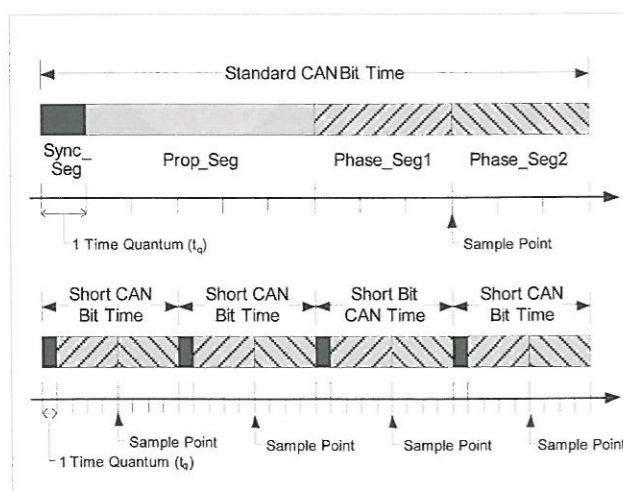 Standard CANBit Time
Sync_
Seg
Prop_Seg
Phase_Seg1
Phase_Seg2
1 Time Quantum (tq)
Sample Point
Short CAN
Bit Time
Short CAN
Bit Time
Short Bit
CAN Time
Short CAN
Bit Time
Sample Point
Sample Point
Sample Point
Sample Point
1 Time Quantum (tq)